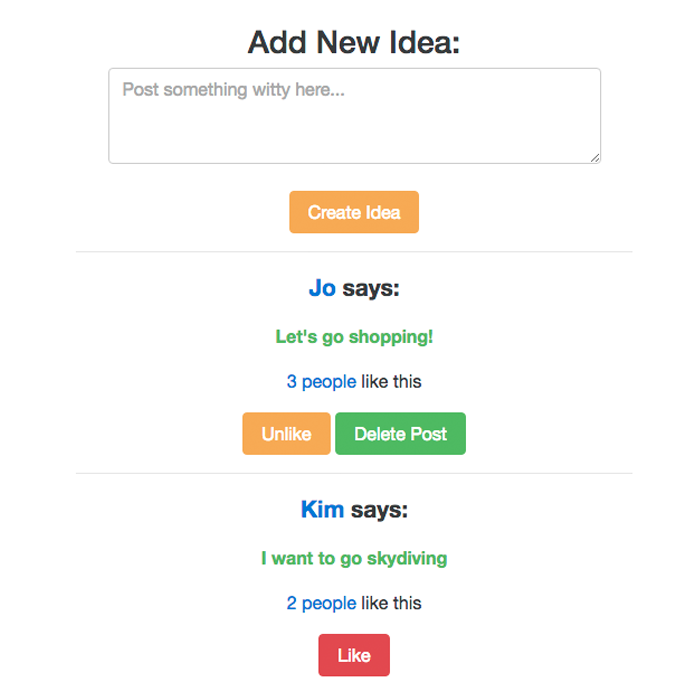 Add New Idea:
Post something witty here...
Create Idea
Jo says:
Let's go shopping!
3 people like this
Unlike Delete Post
Kim says:
I want to go skydiving
2 people like this
Like